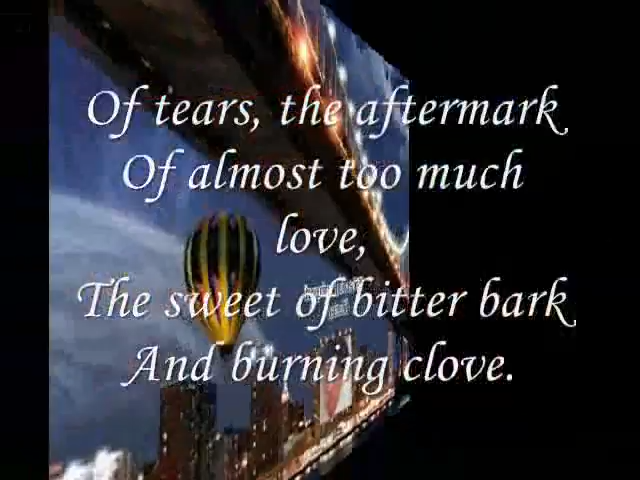 Of tears, the aftermark
Of almost too much
love,
The sweet of bitter bark
And burning clove.